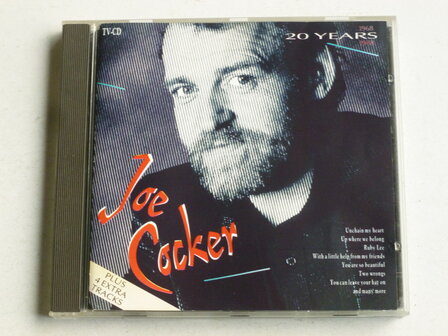 TV-CD
1968
20 YEARS
Joe
Cocker
PLUS
4 EXTRA
TRACKS
Unchain my heart
Up where we belong
Ruby Lee
With a little help from my friends
You are so beautiful
Two wrongs
You can leave your hat on
and many more